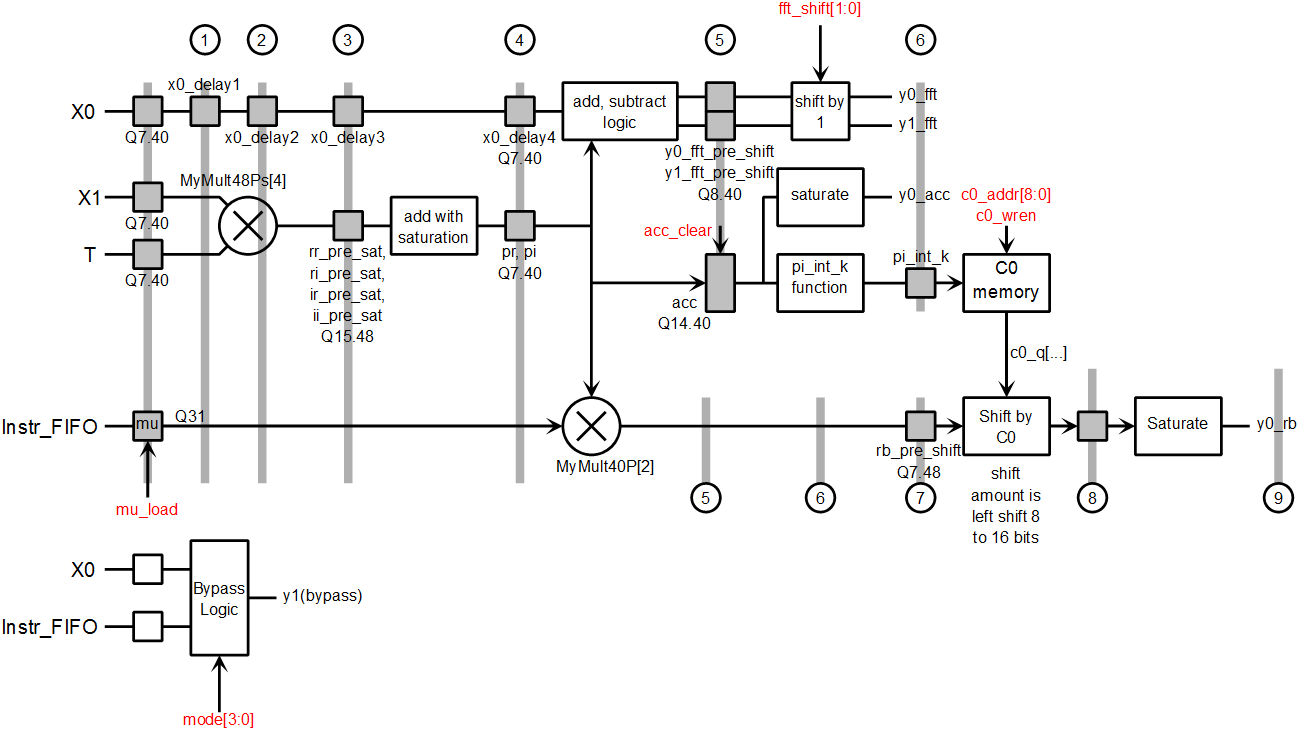 fft_shift[1:0]
1
2
3
4
5
6
x0_delay1
X0
Q7.40
x0_delay2
x0_delay3
x0_delay4
Q7.40
add, subtract
logic
shift by
1
y0_fft
y1_fft
y0_fft_pre_shift
y1_fft_pre_shift
Q8.40
MyMult48Ps[4]
X1
Q7.40
T
Q7.40
rr_pre_sat,
ri_pre_sat,
ir_pre_sat,
ii_pre_sat
Q15.48
add with
saturation
pr, pi
Q7.40
saturate
y0_acc
c0_addr[8:0]
c0_wren
acc_clear
acc
Q14.40
pi_int_k
function
pi_int_k
C0
memory
c0_q[...]
Instr_FIFO
mu
Q31
MyMult40P[2]
rb_pre_shift
Q7.48
Shift by
C0
shift
amount is
left shift 8
to 16 bits
Saturate
y0_rb
5
6
7
8
9
mu_load
X0
Instr_FIFO
Bypass
Logic
y1(bypass)
mode[3:0]